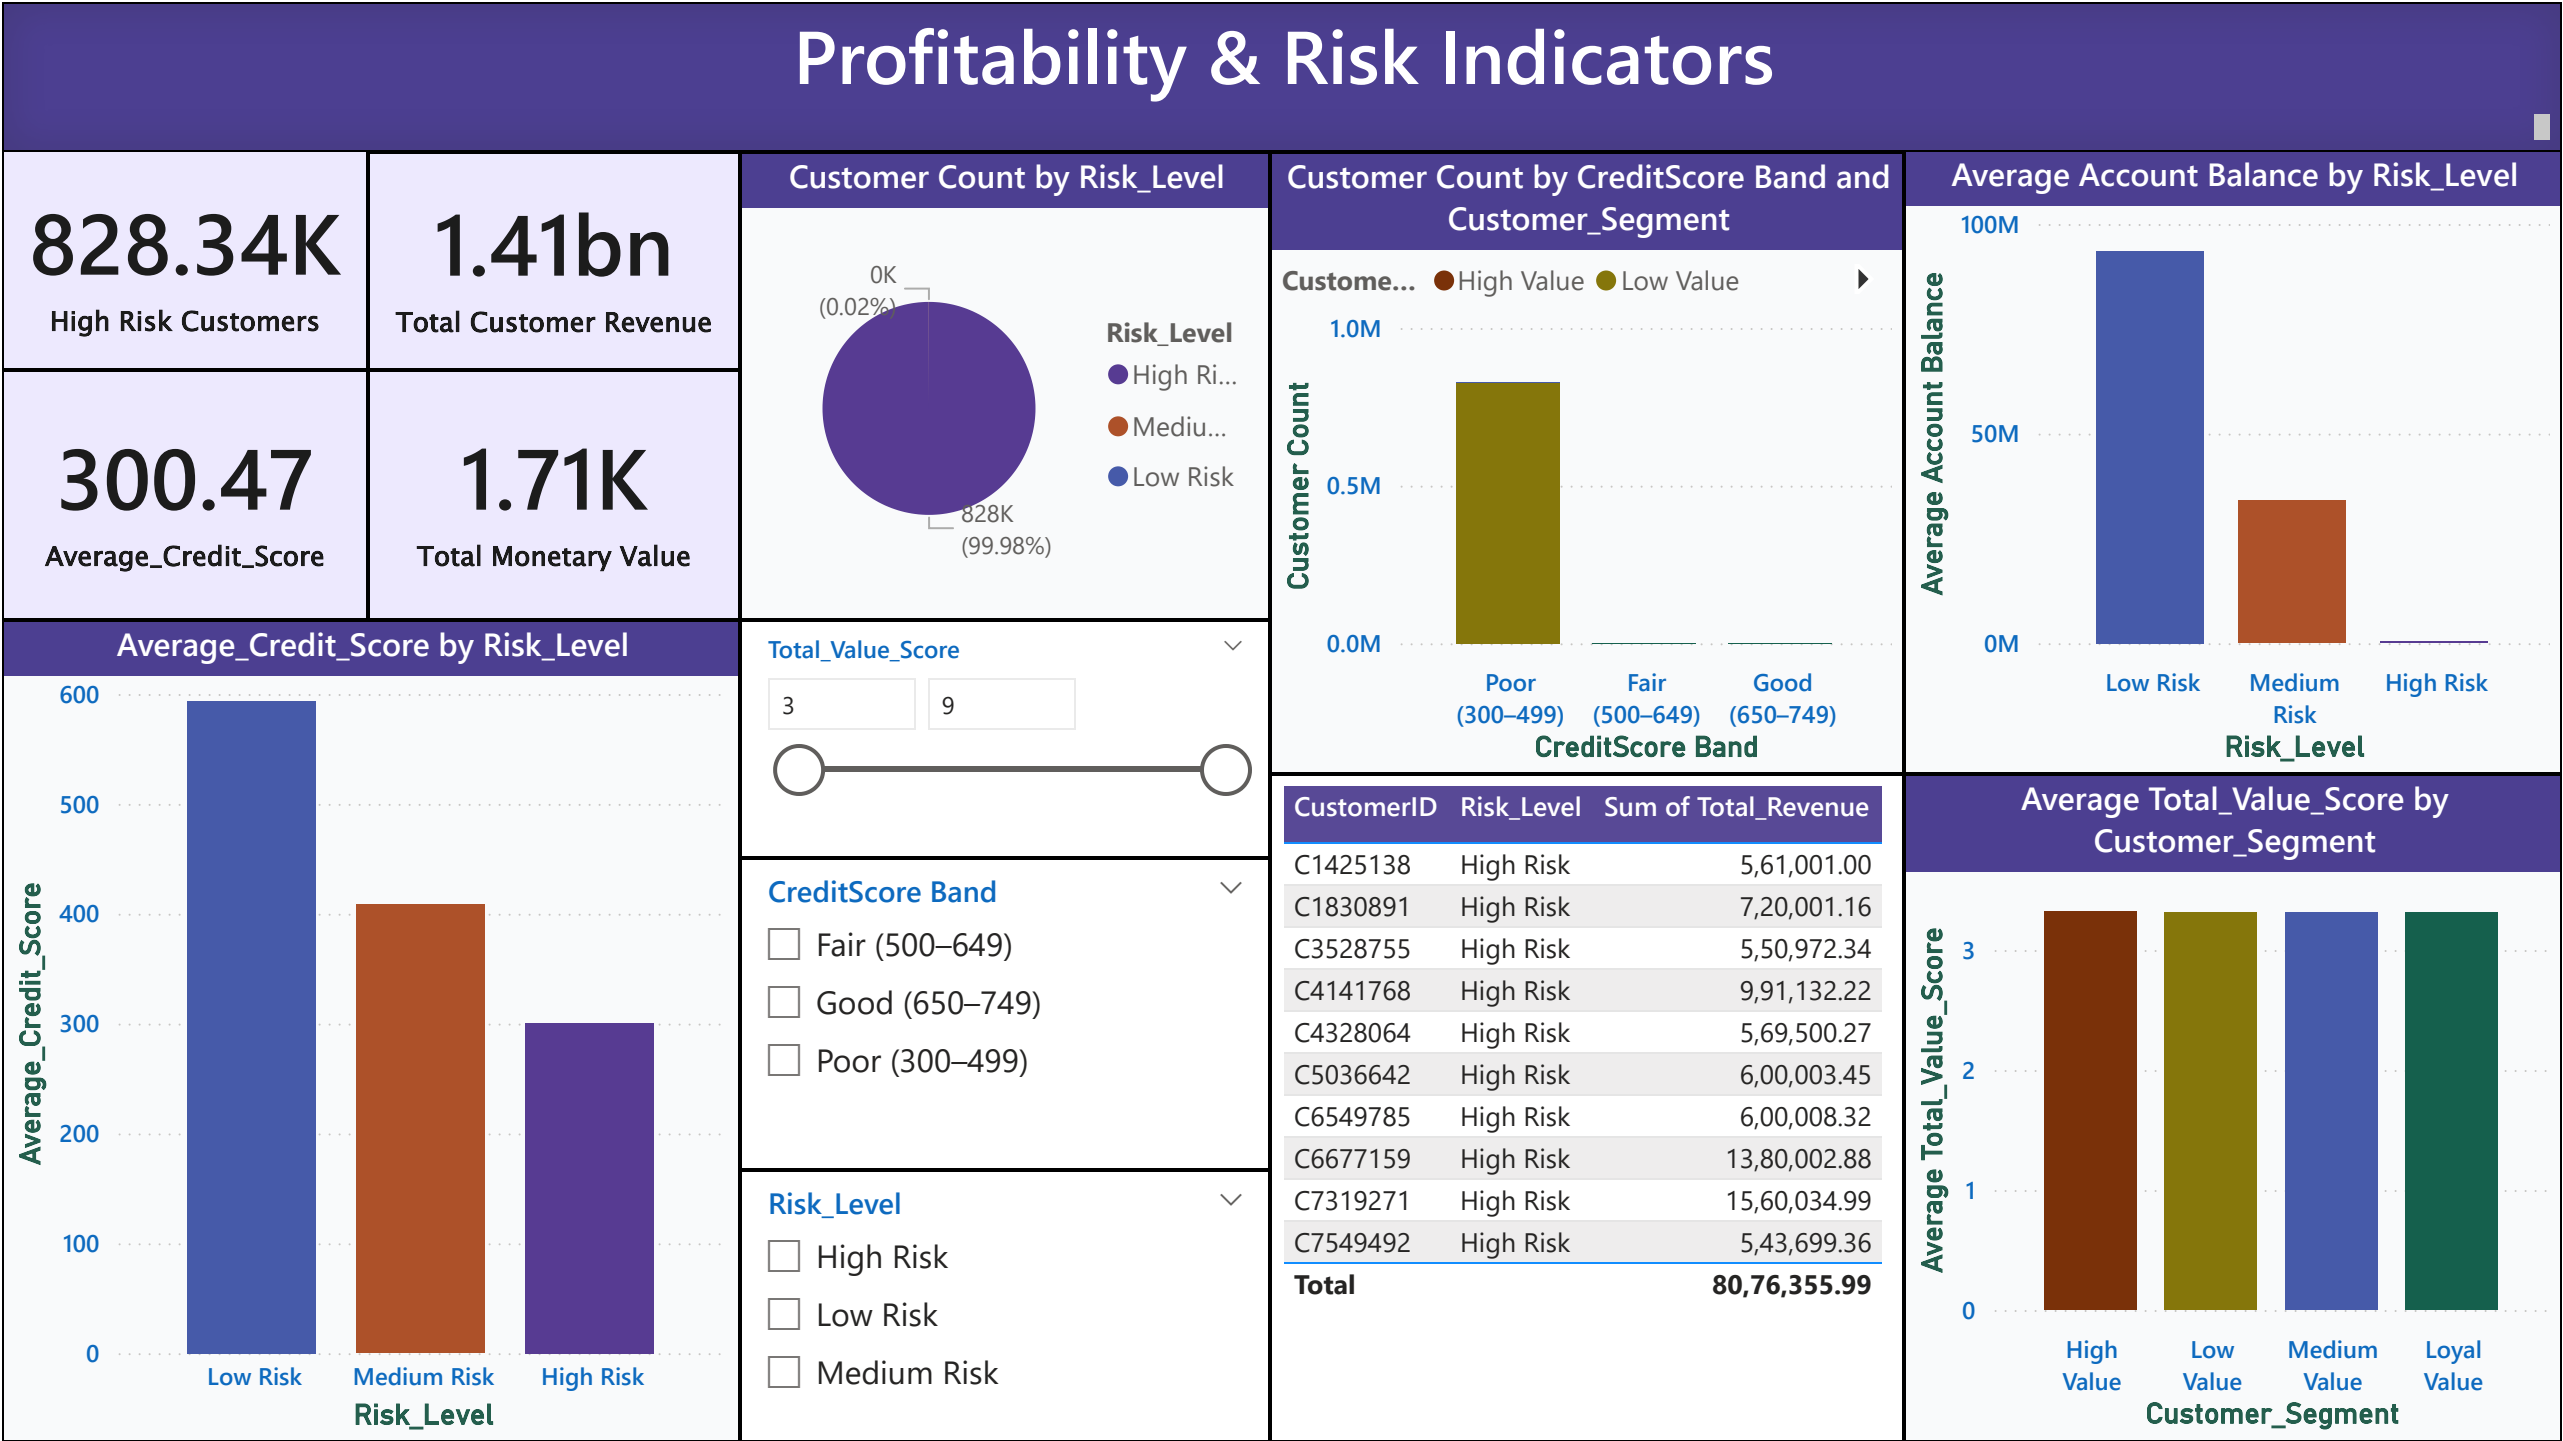 Profitability & Risk Indicators
828.34K
High Risk Customers
1.41bn
Total Customer Revenue
300.47
Average_Credit_Score
1.71K
Total Monetary Value
Customer Count by Risk_Level
0K
(0.02%)
828K
(99.98%)
Risk_Level
High Ri...
Mediu...
Low Risk
Customer Count by CreditScore Band and
Customer_Segment
Custome... High Value Low Value
Customer Count
1.0M
0.5M
0.0M
Poor
(300–499)
Fair
(500–649)
Good
(650–749)
CreditScore Band
Average Account Balance by Risk_Level
Average Account Balance
100M
50M
0M
Low Risk
Medium
Risk
High Risk
Risk_Level
Average_Credit_Score by Risk_Level
Average_Credit_Score
600
500
400
300
200
100
0
Low Risk
Medium Risk
High Risk
Risk_Level
Total_Value_Score
3
9
CreditScore Band
Fair (500–649)
Good (650–749)
Poor (300–499)
Risk_Level
High Risk
Low Risk
Medium Risk
CustomerID Risk_Level Sum of Total_Revenue
C1425138 High Risk 5,61,001.00
C1830891 High Risk 7,20,001.16
C3528755 High Risk 5,50,972.34
C4141768 High Risk 9,91,132.22
C4328064 High Risk 5,69,500.27
C5036642 High Risk 6,00,003.45
C6549785 High Risk 6,00,008.32
C6677159 High Risk 13,80,002.88
C7319271 High Risk 15,60,034.99
C7549492 High Risk 5,43,699.36
Total 80,76,355.99
Average Total_Value_Score by
Customer_Segment
Average Total_Value_Score
3
2
1
0
High
Value
Low
Value
Medium
Value
Loyal
Value
Customer_Segment